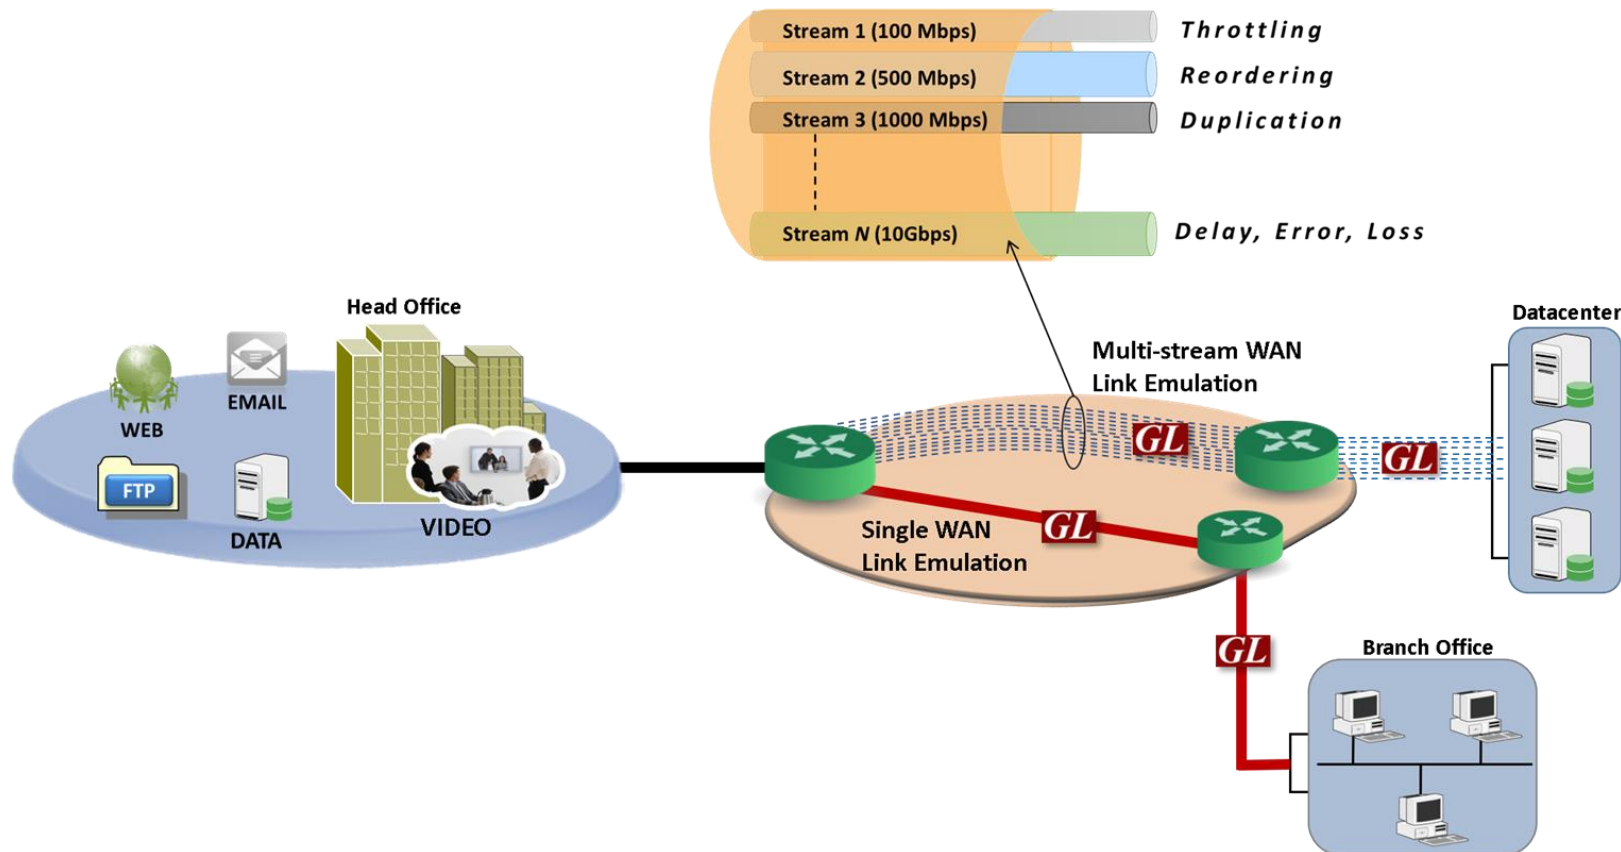 Stream 1 (100 Mbps)
Throttling
Stream 2 (500 Mbps)
Reordering
Stream 3 (1000 Mbps)
Duplication
Stream N (10Gbps)
Delay, Error, Loss
Head Office
WEB
EMAIL
FTP
DATA
VIDEO
Multi-stream WAN
Link Emulation
GL
GL
Single WAN
Link Emulation
GL
GL
Datacenter
Branch Office